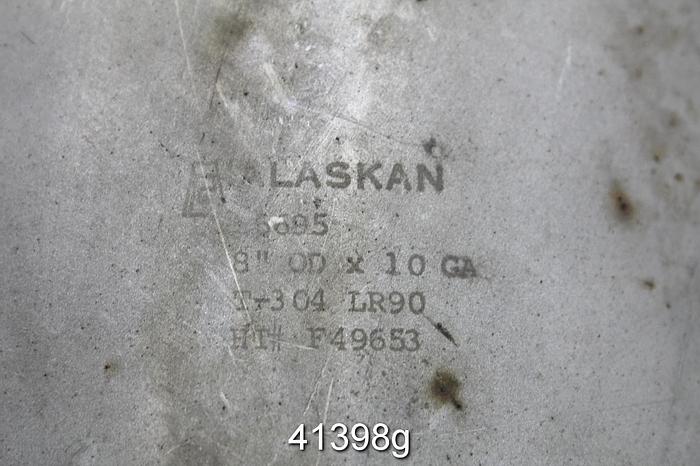 ALASKAN
8" OD x 10 GA
T-304 LR90
HT# F49653
41398g